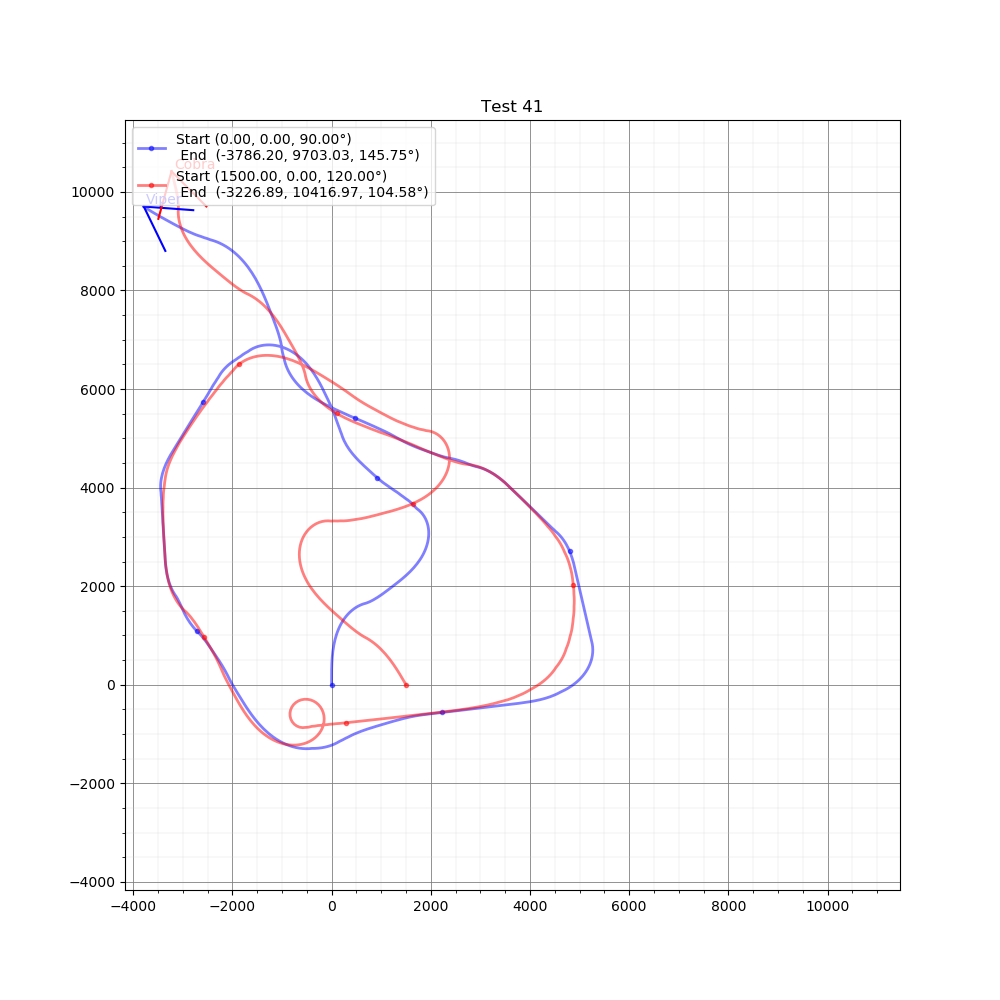 Test 41
Start (0.00, 0.00, 90.00°)
End (-3786.20, 9703.03, 145.75°)
Start (1500.00, 0.00, 120.00°)
End (-3226.89, 10416.97, 104.58°)
Cobra
Viper
10000
8000
6000
4000
2000
0
−2000
−4000
−4000 −2000 0 2000 4000 6000 8000 10000